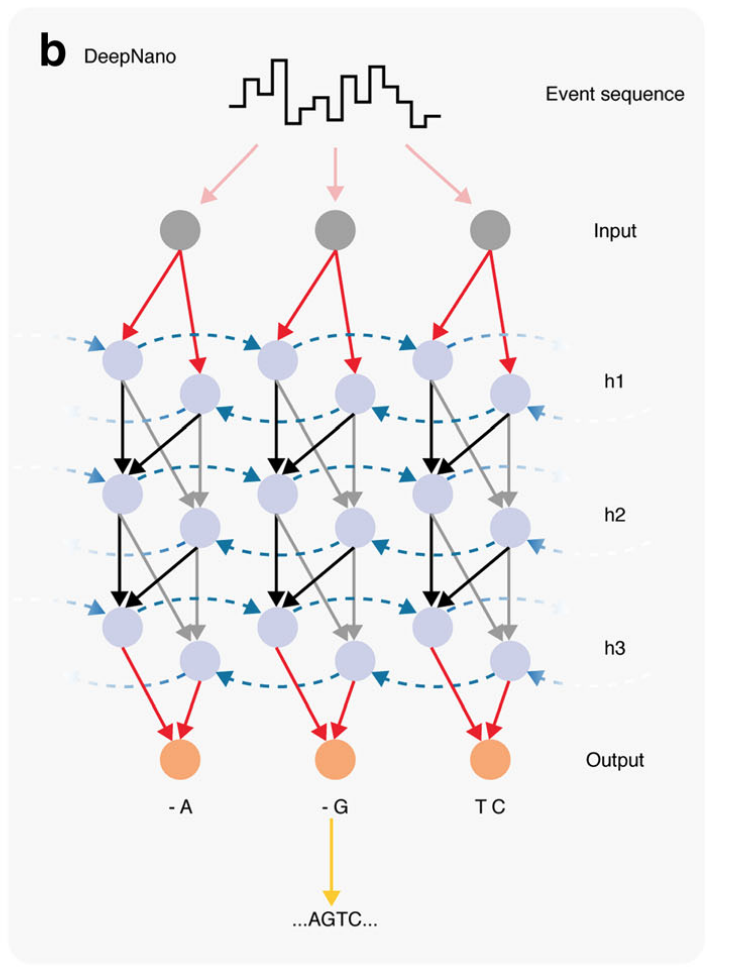 b DeepNano
Event sequence
Input
h1
h2
h3
Output
- A
- G
T C
...AGTC...